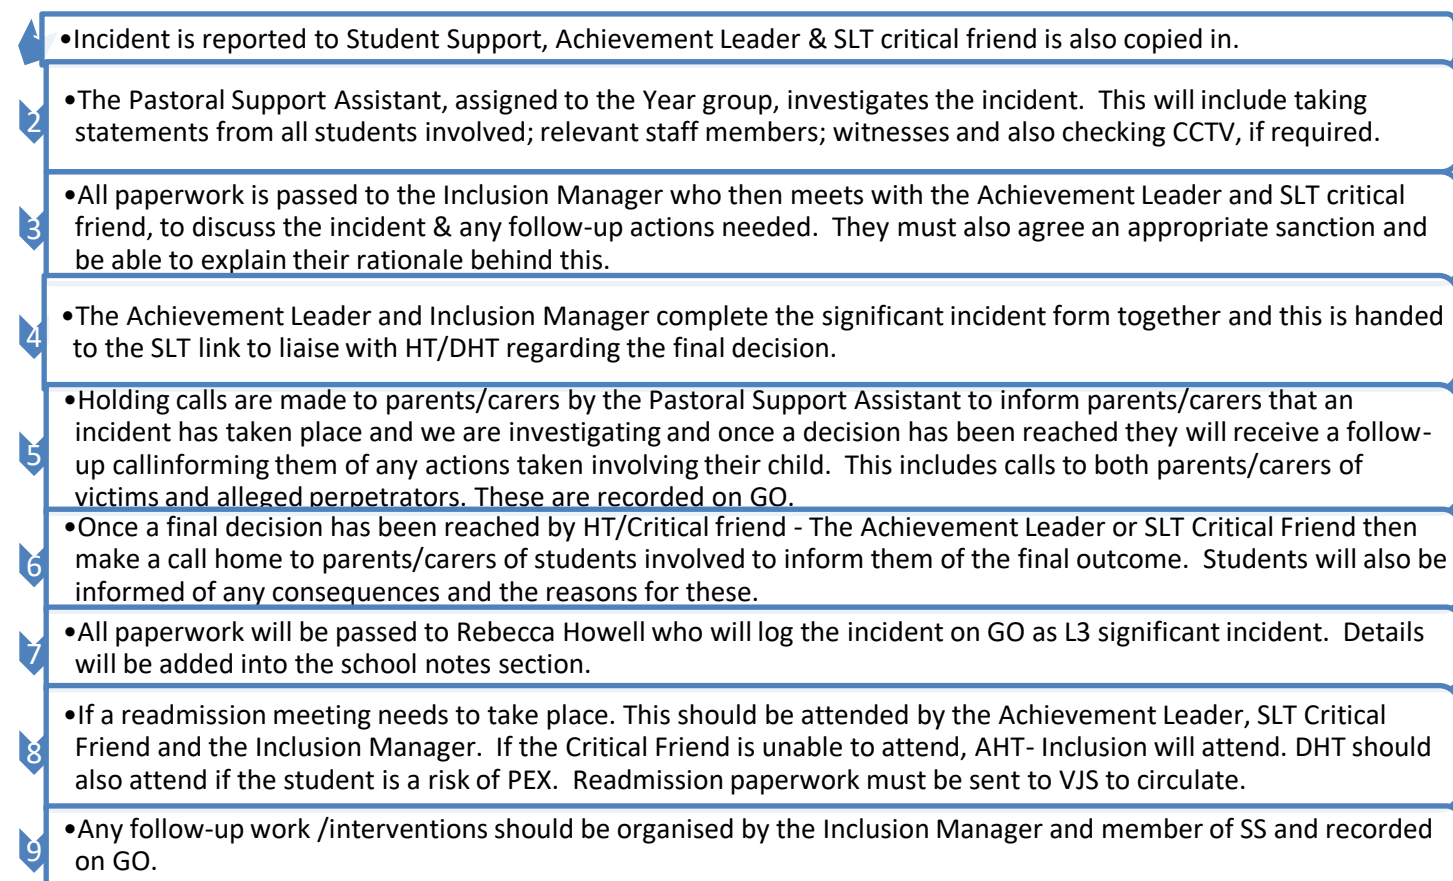 •Incident is reported to Student Support, Achievement Leader & SLT critical friend is also copied in.
2
•The Pastoral Support Assistant, assigned to the Year group, investigates the incident.  This will include taking
statements from all students involved; relevant staff members; witnesses and also checking CCTV, if required.
3
•All paperwork is passed to the Inclusion Manager who then meets with the Achievement Leader and SLT critical
friend, to discuss the incident & any follow-up actions needed.  They must also agree an appropriate sanction and
be able to explain their rationale behind this.
4
•The Achievement Leader and Inclusion Manager complete the significant incident form together and this is handed
to the SLT link to liaise with HT/DHT regarding the final decision.
5
•Holding calls are made to parents/carers by the Pastoral Support Assistant to inform parents/carers that an
incident has taken place and we are investigating and once a decision has been reached they will receive a follow-
up callinforming them of any actions taken involving their child.  This includes calls to both parents/carers of
victims and alleged perpetrators. These are recorded on GO.
6
•Once a final decision has been reached by HT/Critical friend - The Achievement Leader or SLT Critical Friend then
make a call home to parents/carers of students involved to inform them of the final outcome.  Students will also be
informed of any consequences and the reasons for these.
7
•All paperwork will be passed to Rebecca Howell who will log the incident on GO as L3 significant incident.  Details
will be added into the school notes section.
8
•If a readmission meeting needs to take place. This should be attended by the Achievement Leader, SLT Critical
Friend and the Inclusion Manager.  If the Critical Friend is unable to attend, AHT- Inclusion will attend. DHT should
also attend if the student is a risk of PEX.  Readmission paperwork must be sent to VJS to circulate.
9
•Any follow-up work /interventions should be organised by the Inclusion Manager and member of SS and recorded
on GO.